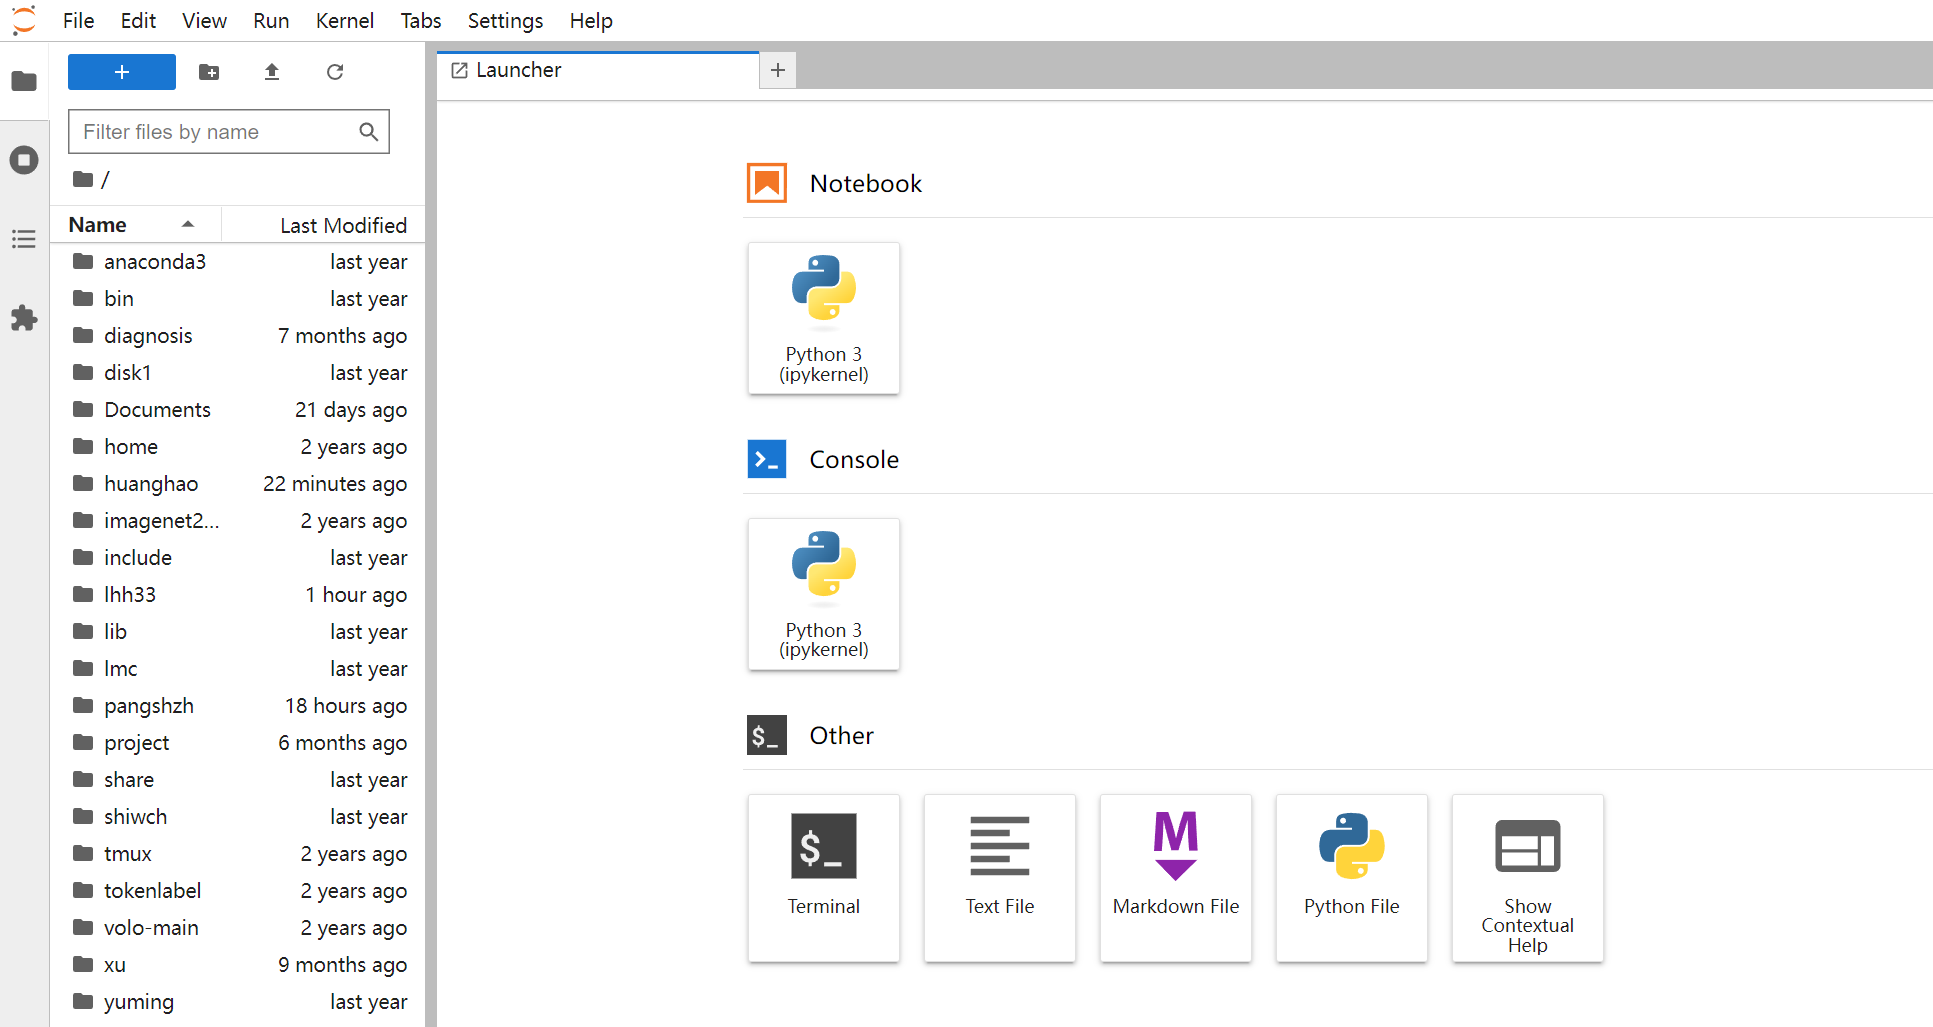 File Edit View Run Kernel Tabs Settings Help
Launcher
Filter files by name
/
Name Last Modified
anaconda3 last year
bin last year
diagnosis 7 months ago
disk1 last year
Documents 21 days ago
home 2 years ago
huanghao 22 minutes ago
imagenet2... 2 years ago
include last year
lhh33 1 hour ago
lib last year
lmc last year
pangshzh 18 hours ago
project 6 months ago
share last year
shiwch last year
tmux 2 years ago
tokenlabel 2 years ago
volo-main 2 years ago
xu 9 months ago
yuming last year
Notebook
Python 3
(ipykernel)
Console
Python 3
(ipykernel)
$_ Other
$_
Terminal
Text File
M
Markdown File
Python File
Show
Contextual
Help